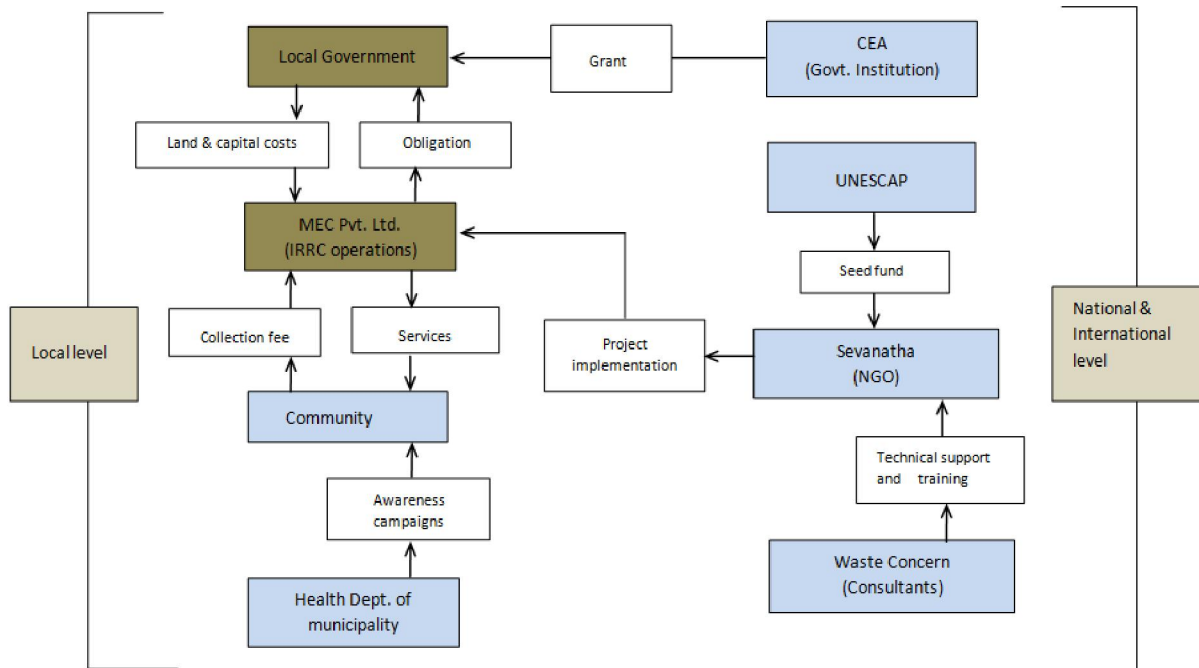 Local Government
Grant
CEA
(Govt. Institution)
Land & capital costs
Obligation
UNESCAP
MEC Pvt. Ltd.
(IRRC operations)
Seed fund
Local level
Collection fee
Services
Project
implementation
Sevanatha
(NGO)
National &
International
level
Community
Technical support
and training
Awareness
campaigns
Waste Concern
(Consultants)
Health Dept. of
municipality